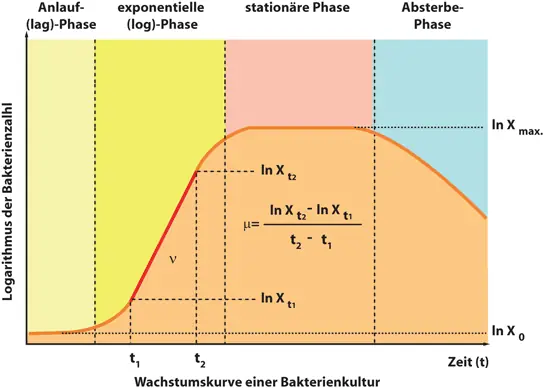 Anlauf-
(lag)-Phase
exponentielle
(log)-Phase
stationäre Phase
Absterbe-
Phase
Logarithmus der Bakterienzalhl
ln X max.
ln X t2
μ= ln X t2 - ln X t1
t2 - t1
ν
ln X t1
ln X 0
t1
t2
Zeit (t)
Wachstumskurve einer Bakterienkultur